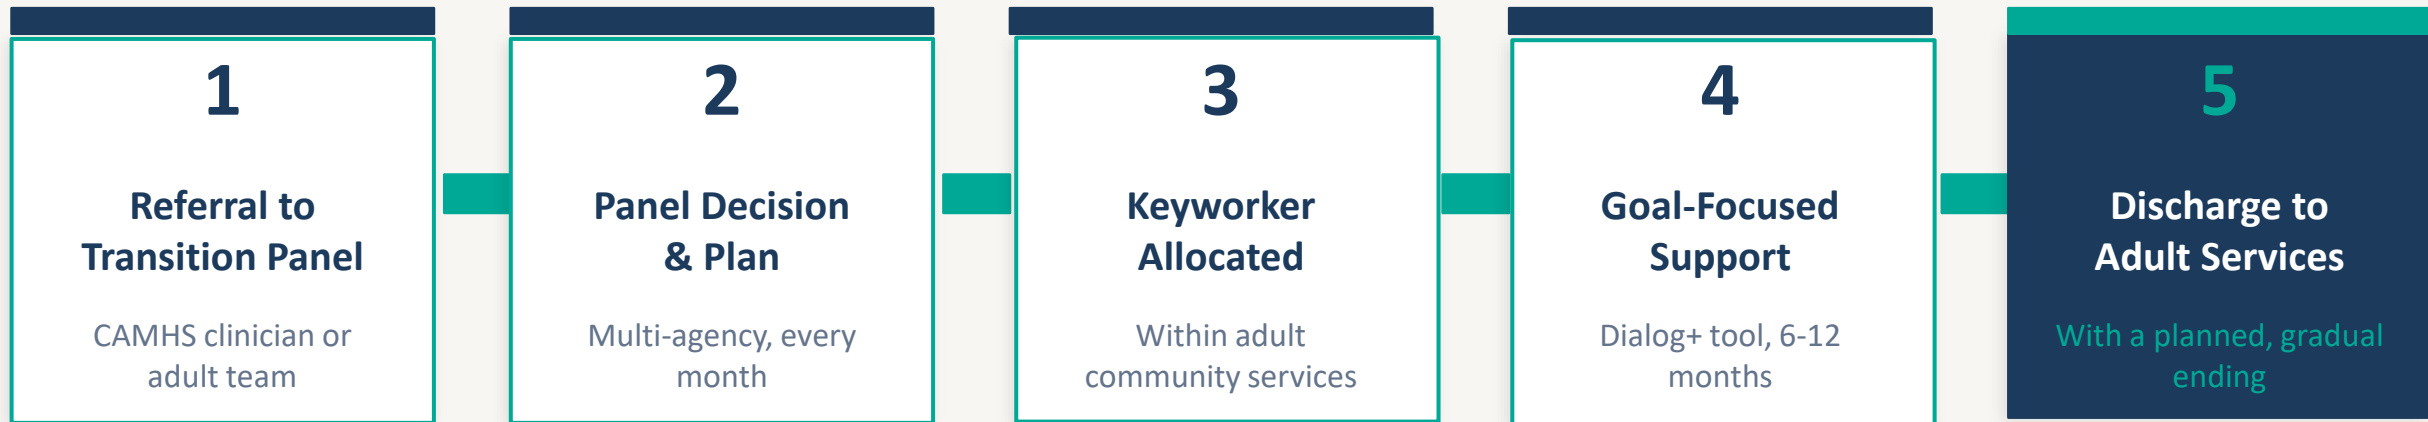 1
Referral to
Transition Panel
CAMHS clinician or
adult team
2
Panel Decision
& Plan
Multi-agency, every
month
3
Keyworker
Allocated
Within adult
community services
4
Goal-Focused
Support
Dialog+ tool, 6-12
months
5
Discharge to
Adult Services
With a planned, gradual
ending